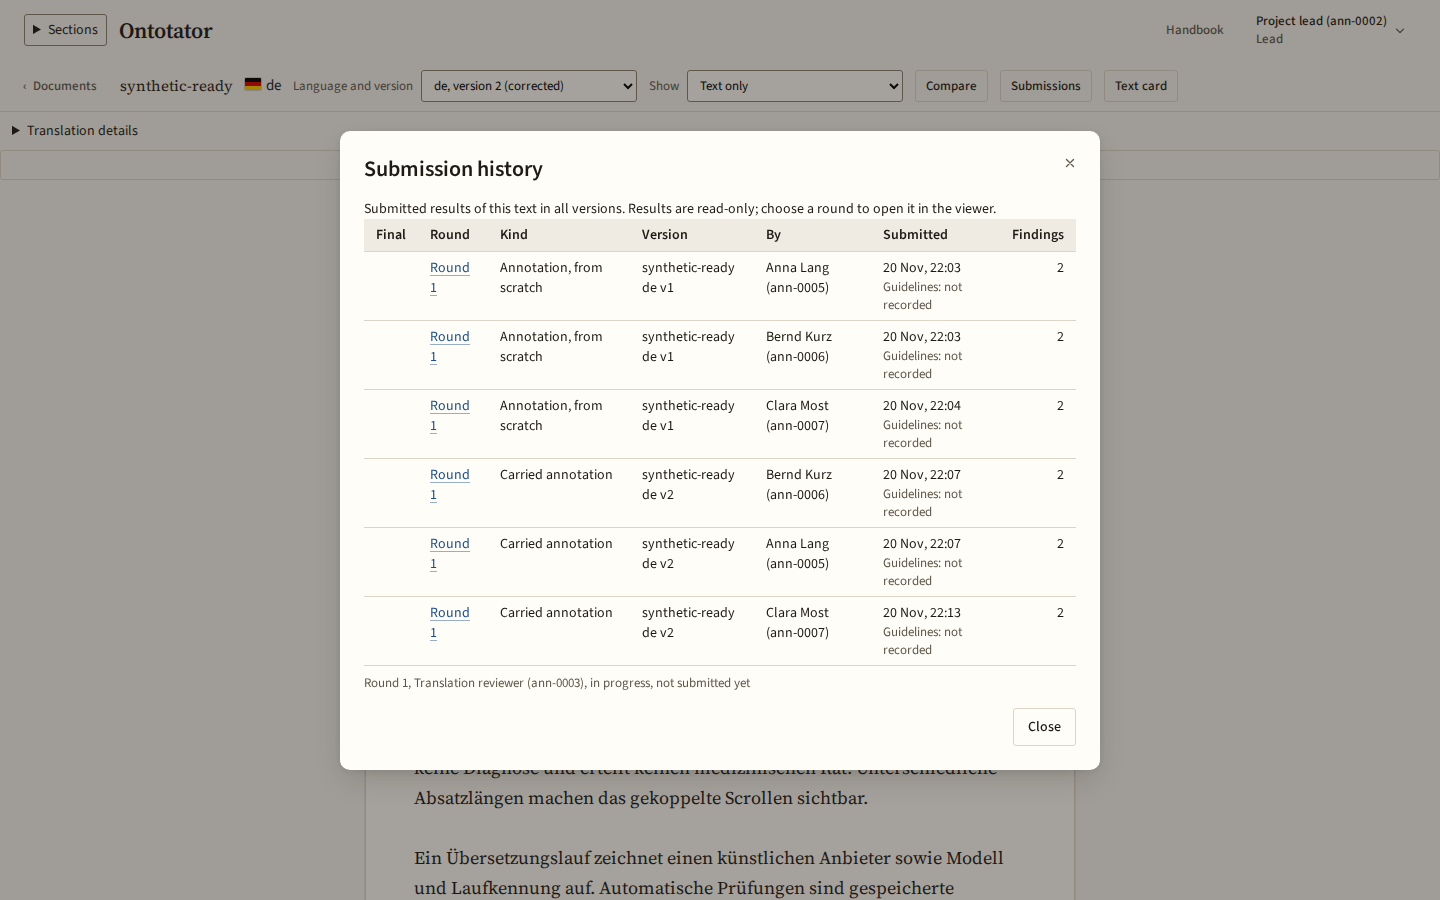 Sections
Ontotator
Handbook
Project lead (ann-0002)
Lead
‹ Documents
synthetic-ready
de
Language and version
de, version 2 (corrected)
Show
Text only
Compare
Submissions
Text card
Translation details
Submission history
×
Submitted results of this text in all versions. Results are read-only; choose a round to open it in the viewer.
Final Round Kind Version By Submitted Findings
Round Annotation, from synthetic-ready Anna Lang 20 Nov, 22:03 2
1 scratch de v1 (ann-0005) Guidelines: not
recorded
Round Annotation, from synthetic-ready Bernd Kurz 20 Nov, 22:03 2
1 scratch de v1 (ann-0006) Guidelines: not
recorded
Round Annotation, from synthetic-ready Clara Most 20 Nov, 22:04 2
1 scratch de v1 (ann-0007) Guidelines: not
recorded
Round Carried annotation synthetic-ready Bernd Kurz 20 Nov, 22:07 2
1 de v2 (ann-0006) Guidelines: not
recorded
Round Carried annotation synthetic-ready Anna Lang 20 Nov, 22:07 2
1 de v2 (ann-0005) Guidelines: not
recorded
Round Carried annotation synthetic-ready Clara Most 20 Nov, 22:13 2
1 de v2 (ann-0007) Guidelines: not
recorded
Round 1, Translation reviewer (ann-0003), in progress, not submitted yet
Close
keine Diagnose und erteilt keinen medizinischen Rat. Unterschiedliche
Absatzlängen machen das gekoppelte Scrollen sichtbar.
Ein Übersetzungslauf zeichnet einen künstlichen Anbieter sowie Modell
und Laufkennung auf. Automatische Prüfungen sind gespeicherte